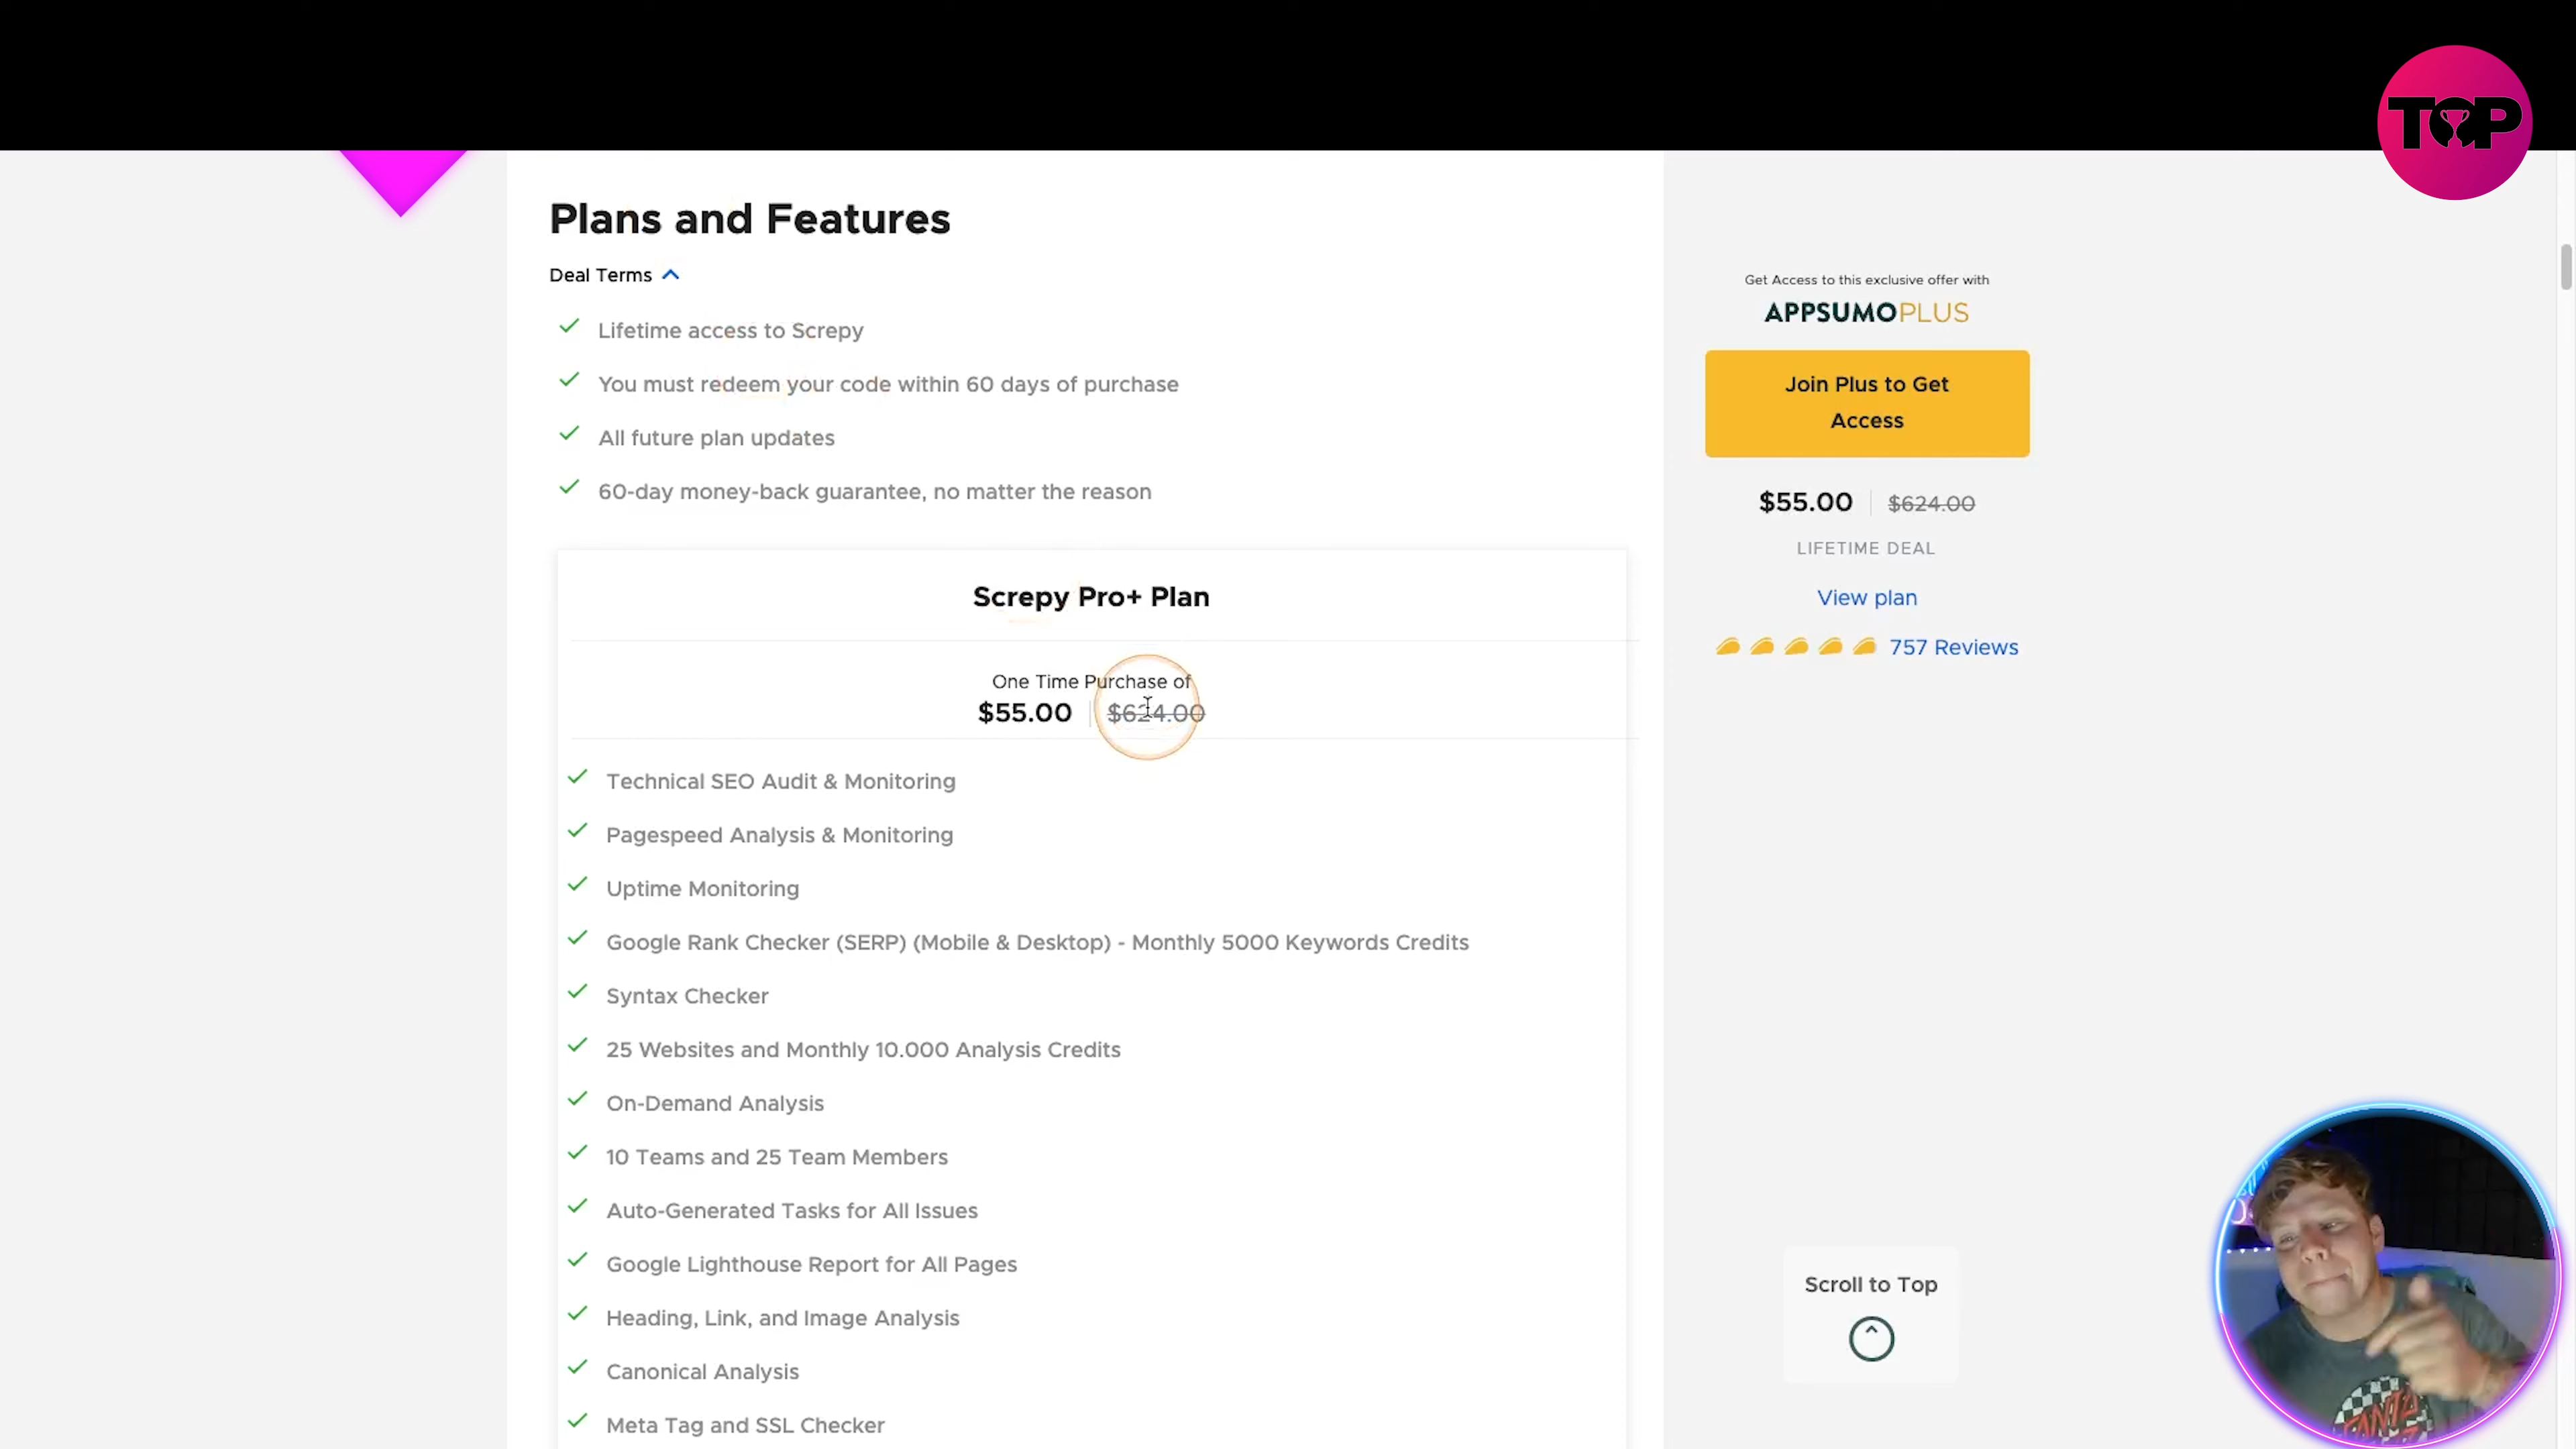 TOP
Plans and Features
Deal Terms
Lifetime access to Screpy
You must redeem your code within 60 days of purchase
All future plan updates
60-day money-back guarantee, no matter the reason
Get Access to this exclusive offer with
APPSUMOPLUS
Join Plus to Get
Access
$55.00 $624.00
LIFETIME DEAL
View plan
757 Reviews
Screpy Pro+ Plan
One Time Purchase of
$55.00 $624.00
Technical SEO Audit & Monitoring
Pagespeed Analysis & Monitoring
Uptime Monitoring
Google Rank Checker (SERP) (Mobile & Desktop) - Monthly 5000 Keywords Credits
Syntax Checker
25 Websites and Monthly 10.000 Analysis Credits
On-Demand Analysis
10 Teams and 25 Team Members
Auto-Generated Tasks for All Issues
Google Lighthouse Report for All Pages
Heading, Link, and Image Analysis
Canonical Analysis
Meta Tag and SSL Checker
Scroll to Top